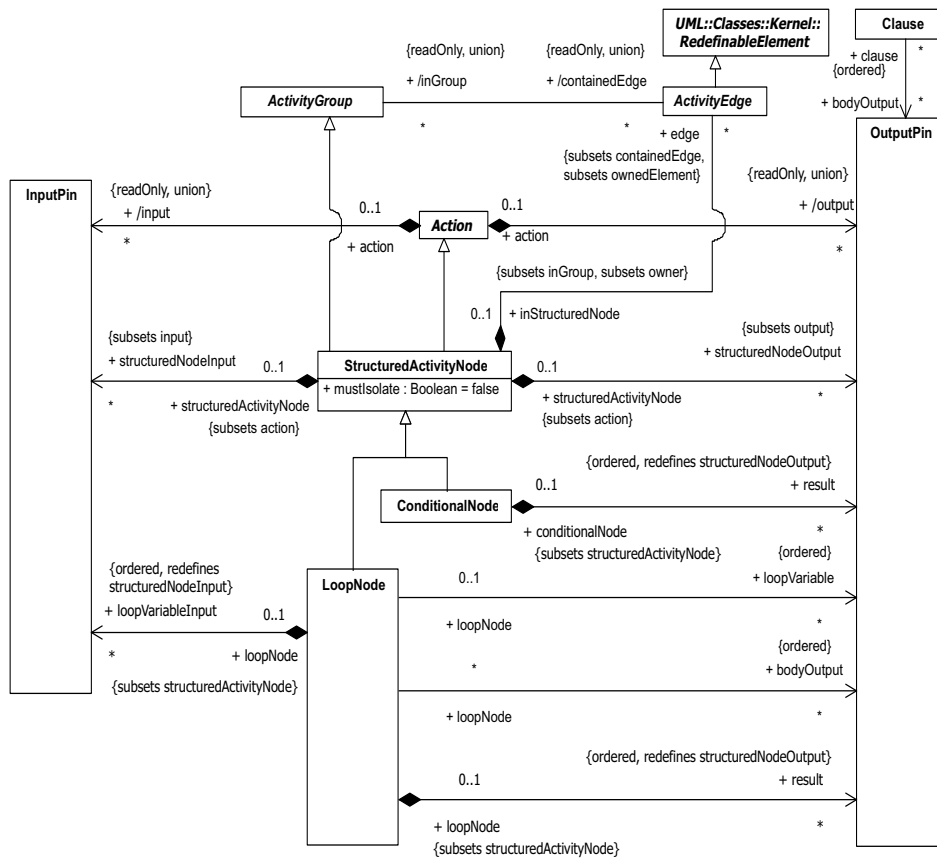 UML::Classes::Kernel::
RedefinableElement
Clause
+ clause
*
{ordered}
+ bodyOutput
*
{readOnly, union}
+ /inGroup
{readOnly, union}
+ /containedEdge
ActivityGroup
ActivityEdge
*
*
+ edge
*
{subsets containedEdge,
subsets ownedElement}
OutputPin
InputPin
{readOnly, union}
+ /input
*
0..1
+ action
Action
0..1
+ action
{readOnly, union}
+ /output
*
{subsets inGroup, subsets owner}
0..1
+ inStructuredNode
{subsets input}
+ structuredNodeInput
*
0..1
+ structuredActivityNode
{subsets action}
StructuredActivityNode
+ mustIsolate : Boolean = false
0..1
+ structuredActivityNode
{subsets action}
{subsets output}
+ structuredNodeOutput
*
ConditionalNode
0..1
+ conditionalNode
{subsets structuredActivityNode}
{ordered, redefines structuredNodeOutput}
+ result
*
{ordered, redefines
structuredNodeInput}
+ loopVariableInput
*
0..1
+ loopNode
{subsets structuredActivityNode}
LoopNode
0..1
+ loopNode
{ordered}
+ loopVariable
*
*
+ loopNode
{ordered}
+ bodyOutput
*
{ordered, redefines structuredNodeOutput}
0..1
+ result
+ loopNode
*
{subsets structuredActivityNode}